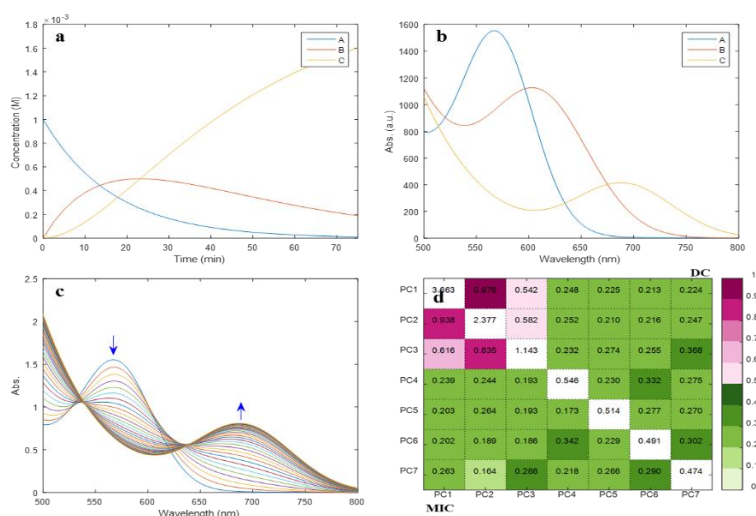 × 10⁻³
a
1.8
1.6
1.4
1.2
1
0.8
0.6
0.4
0.2
0
Concentration (M)
A
B
C
0 10 20 30 40 50 60 70
Time (min)
b
1600
1400
1200
1000
800
600
400
200
0
Abs. (a.u.)
A
B
C
500 550 600 650 700 750 800
Wavelength (nm)
c
2.5
2
1.5
1
0.5
0
Abs.
500 550 600 650 700 750 800
Wavelength (nm)
DC
d
PC1 3.663 0.976 0.542 0.248 0.225 0.213 0.224
PC2 0.938 2.377 0.582 0.252 0.210 0.216 0.247
PC3 0.616 0.835 1.143 0.232 0.274 0.255 0.368
PC4 0.239 0.244 0.193 0.546 0.230 0.332 0.275
PC5 0.203 0.264 0.193 0.173 0.514 0.277 0.270
PC6 0.202 0.189 0.186 0.342 0.229 0.491 0.302
PC7 0.263 0.164 0.288 0.218 0.266 0.290 0.474
PC1 PC2 PC3 PC4 PC5 PC6 PC7
MIC